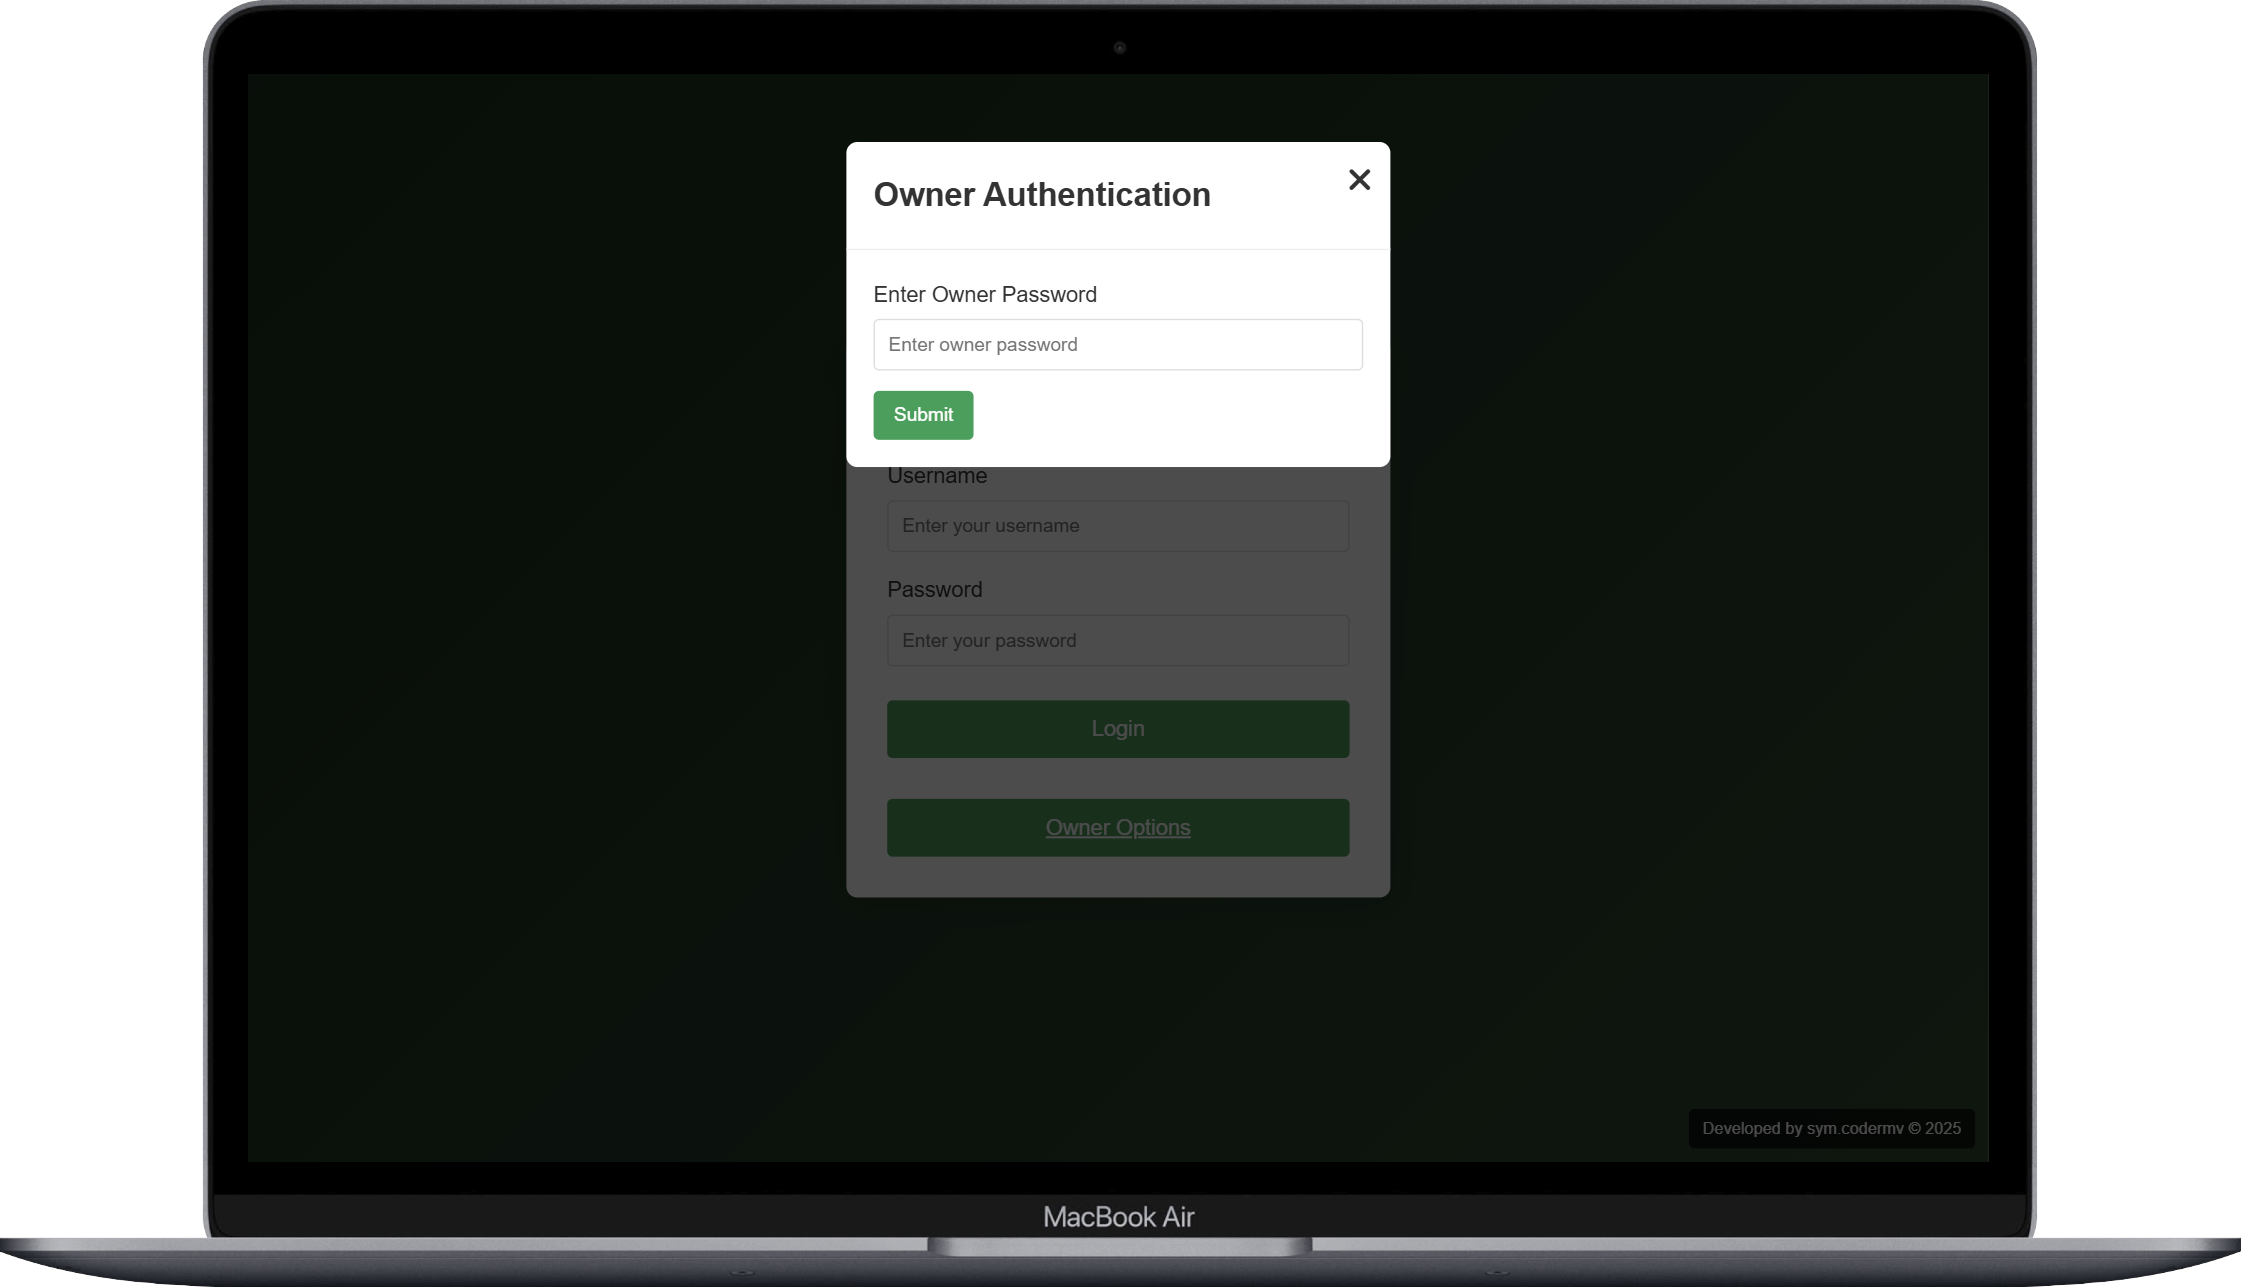 Owner Authentication
Enter Owner Password
Enter owner password
Submit
Username
Enter your username
Password
Enter your password
Login
Owner Options
Developed by sym.codermv © 2025
MacBook Air